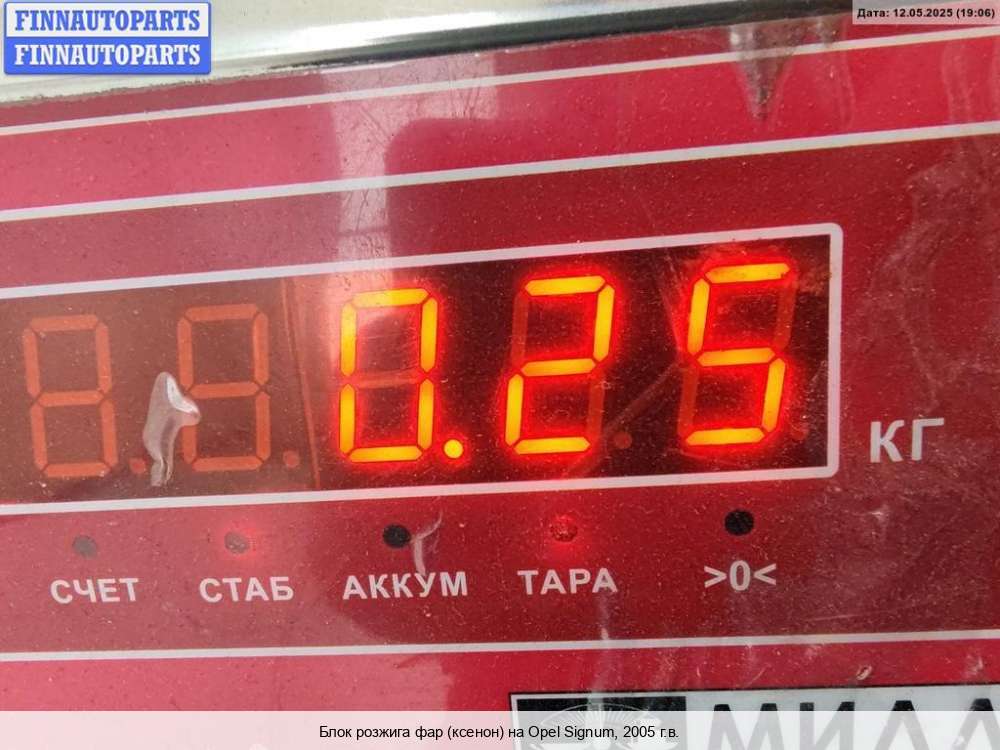 FINNAUTOPARTS
FINNAUTOPARTS
Дата: 12.05.2025 (19:06)
0.25
КГ
СЧЕТ СТАБ АККУМ ТАРА >0<
Блок розжига фар (ксенон) на Opel Signum, 2005 г.в.